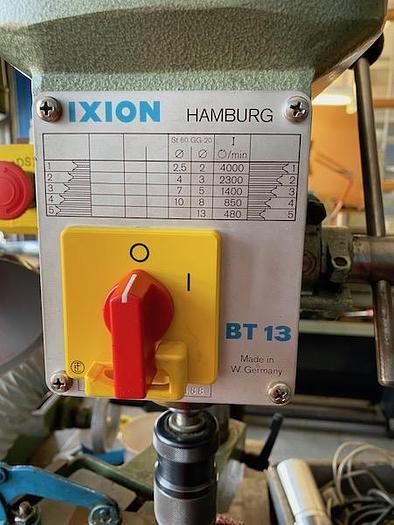 IXION HAMBURG
St 60 GG-20 I
Ø Ø /min
1 2.5 2 4000 1
2 4 3 2300 2
3 7 5 1400 3
4 10 8 850 4
5 13 480 5
O
I
BT 13
Made in
W. Germany
88